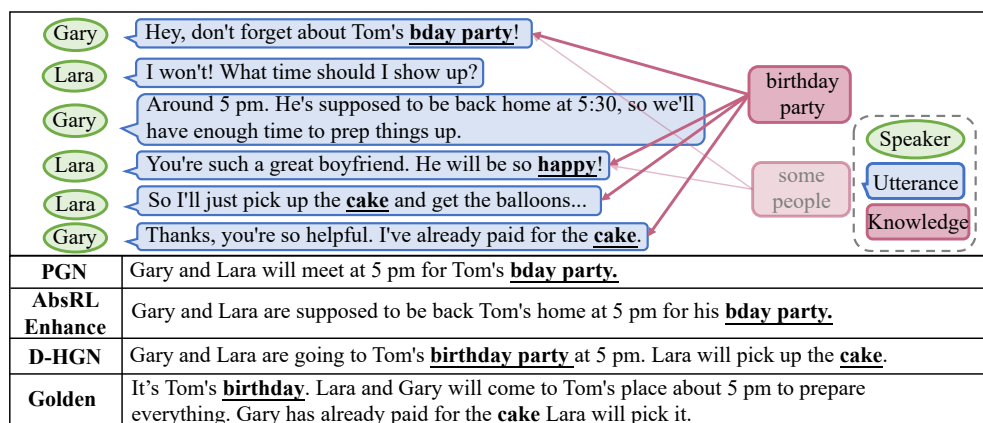 Gary
Hey, don't forget about Tom's bday party!
Lara
I won't! What time should I show up?
Gary
Around 5 pm. He's supposed to be back home at 5:30, so we'll
have enough time to prep things up.
Lara
You're such a great boyfriend. He will be so happy!
Lara
So I'll just pick up the cake and get the balloons...
Gary
Thanks, you're so helpful. I've already paid for the cake.
birthday
party
some
people
Speaker
Utterance
Knowledge
PGN
Gary and Lara will meet at 5 pm for Tom's bday party.
AbsRL
Enhance
Gary and Lara are supposed to be back Tom's home at 5 pm for his bday party.
D-HGN
Gary and Lara are going to Tom's birthday party at 5 pm. Lara will pick up the cake.
Golden
It's Tom's birthday. Lara and Gary will come to Tom's place about 5 pm to prepare
everything. Gary has already paid for the cake Lara will pick it.